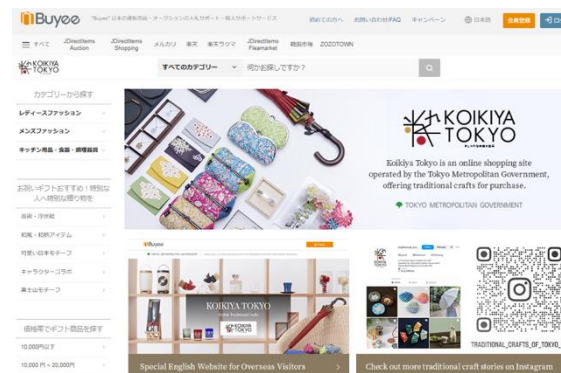 Buyee
"Buyee" 日本の通販商品・オークションの入札サポート・購入サポートサービス
初めての方へ
お問い合わせ/FAQ
キャンペーン
日本語
会員登録
すべて
JDirectItems Auction
JDirectItems Shopping
メルカリ
楽天
楽天ラクマ
JDirectItems Fleamarket
韓国市場
ZOZOTOWN
KOIKIYA
TOKYO
すべてのカテゴリー
何かお探しですか？
カテゴリーから探す
レディースファッション
メンズファッション
キッチン用品・食器・調理器具
お祝いギフトおすすめ！特別な
人へ特別な贈り物を
和風・和柄アイテム
可愛い日本モチーフ
キャラクターコラボ
富士山モチーフ
価格帯でギフト商品を探す
10,000円以下
10,000 円 ~ 20,000円
KOIKIYA
TOKYO
Koikiya Tokyo is an online shopping site
operated by the Tokyo Metropolitan Government,
offering traditional crafts for purchase.
TOKYO METROPOLITAN GOVERNMENT
Buyee
KOIKIYA TOKYO
KOIKIYA
TOKYO
Special English Website for Overseas Visitors
TRADITIONAL_CRAFTS_OF_TOKYO_
Check out more traditional craft stories on Instagram